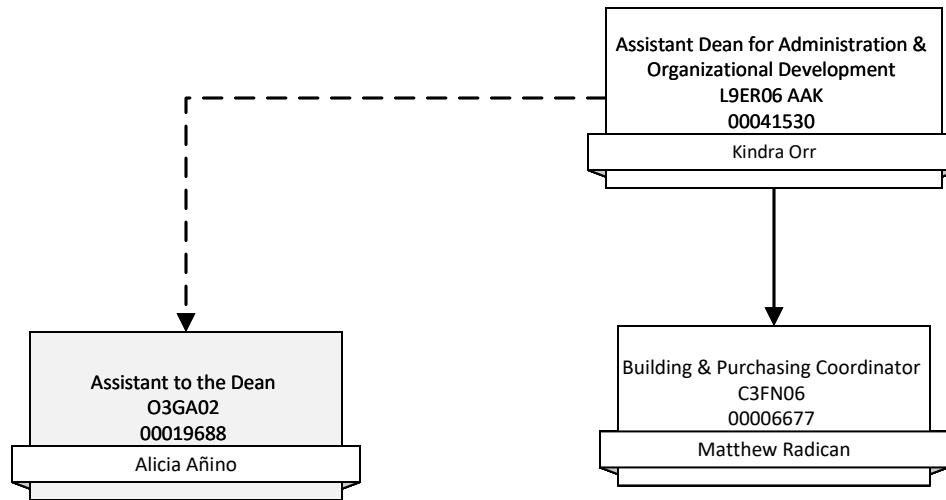 Assistant Dean for Administration &
Organizational Development
L9ER06 AAK
00041530
Kindra Orr
Assistant to the Dean
O3GA02
00019688
Alicia Añino
Building & Purchasing Coordinator
C3FN06
00006677
Matthew Radican